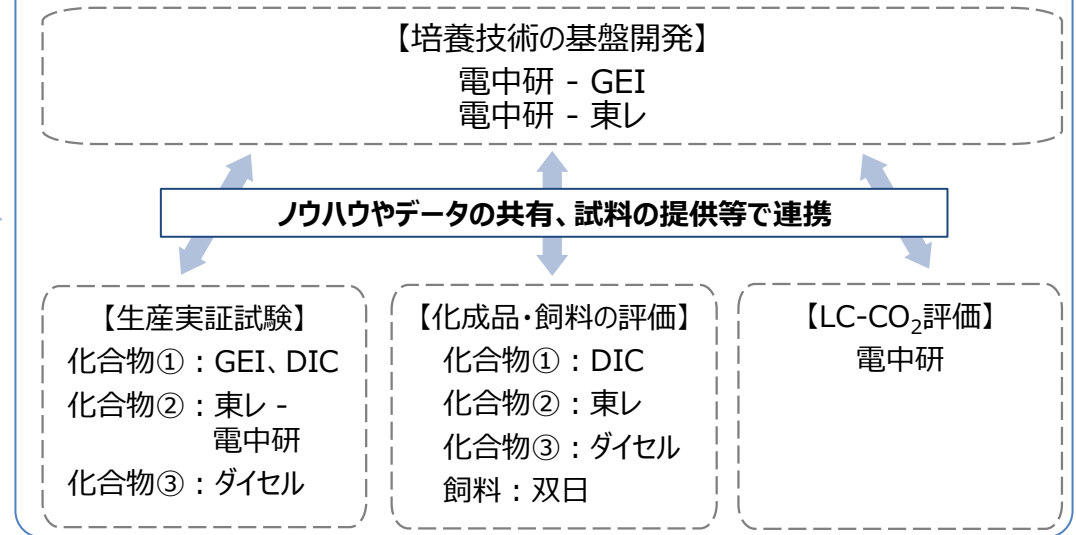 【培養技術の基盤開発】
電中研 - GEI
電中研 - 東レ
ノウハウやデータの共有、試料の提供等で連携
【生産実証試験】
化合物①：GEI、DIC
化合物②：東レ -
電中研
化合物③：ダイセル
【化成品・飼料の評価】
化合物①：DIC
化合物②：東レ
化合物③：ダイセル
飼料：双日
【LC-CO₂評価】
電中研